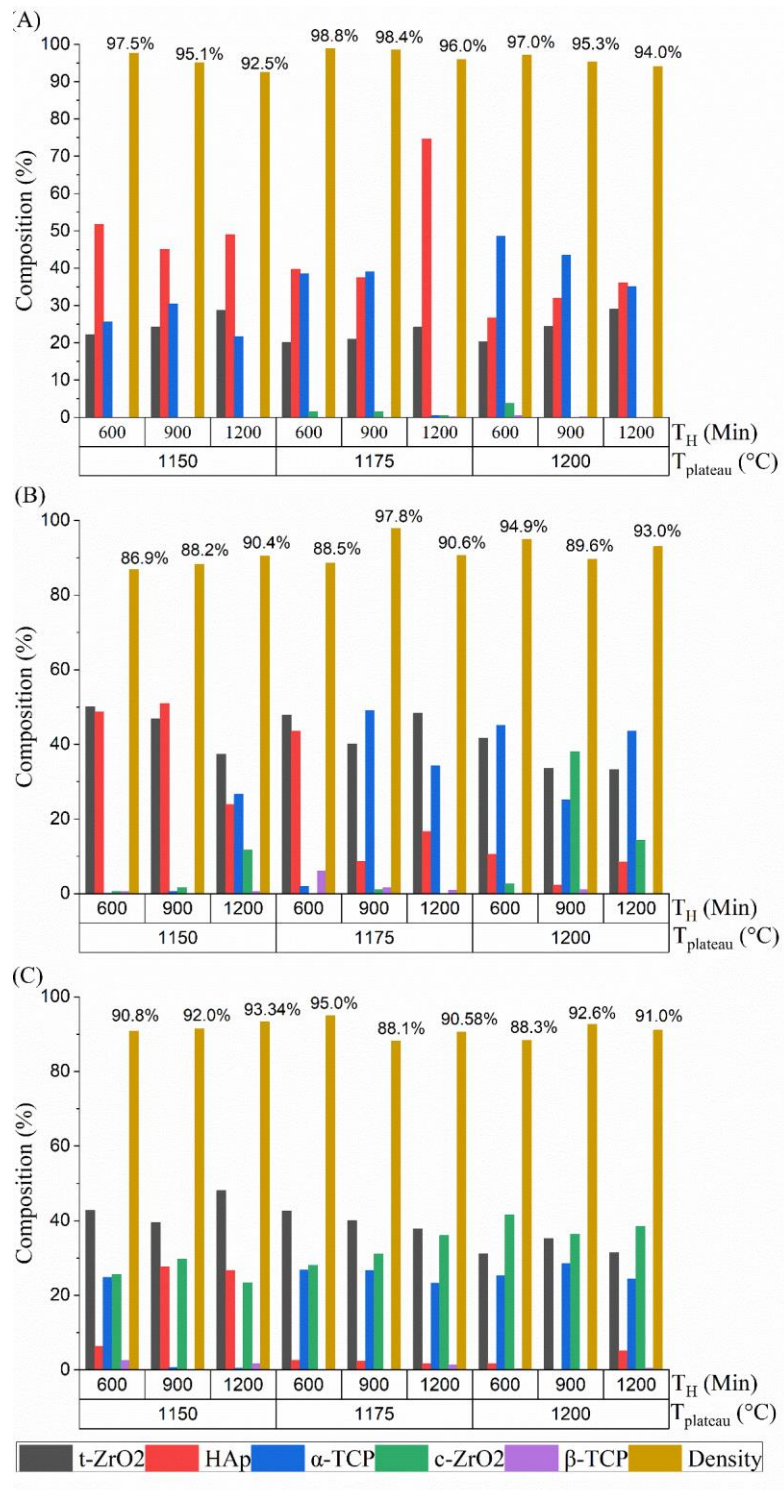 (A)
97.5% 95.1% 92.5% 98.8% 98.4% 96.0% 97.0% 95.3% 94.0%
100
90
80
70
60
50
40
30
20
10
0
Composition (%)
600 900 1200 600 900 1200 600 900 1200 T_H (Min)
1150 1175 1200 T_plateau (°C)
(B)
86.9% 88.2% 90.4% 88.5% 97.8% 90.6% 94.9% 89.6% 93.0%
100
80
60
40
20
0
Composition (%)
600 900 1200 600 900 1200 600 900 1200 T_H (Min)
1150 1175 1200 T_plateau (°C)
(C)
90.8% 92.0% 93.34% 95.0% 88.1% 90.58% 88.3% 92.6% 91.0%
100
80
60
40
20
0
Composition (%)
600 900 1200 600 900 1200 600 900 1200 T_H (Min)
1150 1175 1200 T_plateau (°C)
t-ZrO2 HAp α-TCP c-ZrO2 β-TCP Density